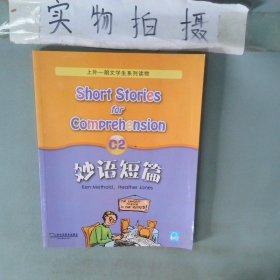 实物拍摄
上外—朗文学生系列读物
Short Stories
for
Comprehension
C2
妙语短篇
Ken Methold, Heather Jones